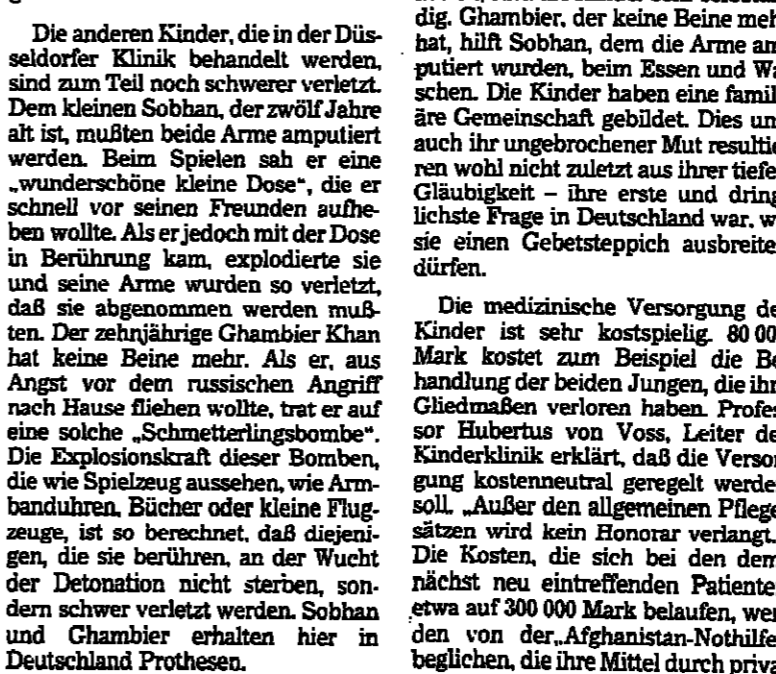 Die anderen Kinder, die in der Düs-
seldorfer Klinik behandelt werden,
sind zum Teil noch schwerer verletzt.
Dem kleinen Sobhan, der zwölf Jahre
alt ist, mußten beide Arme amputiert
werden. Beim Spielen sah er eine
„wunderschöne kleine Dose“, die er
schnell vor seinen Freunden aufhe-
ben wollte. Als er jedoch mit der Dose
in Berührung kam, explodierte sie
und seine Arme wurden so verletzt,
daß sie abgenommen werden muß-
ten. Der zehnjährige Ghambier Khan
hat keine Beine mehr. Als er, aus
Angst vor dem russischen Angriff
nach Hause fliehen wollte, trat er auf
eine solche „Schmetterlingsbombe“.
Die Explosionskraft dieser Bomben,
die wie Spielzeug aussehen, wie Arm-
banduhren, Bücher oder kleine Flug-
zeuge, ist so berechnet, daß diejeni-
gen, die sie berühren, an der Wucht
der Detonation nicht sterben, son-
dern schwer verletzt werden. Sobhan
und Ghambier erhalten hier in
Deutschland Prothesen.
dig. Ghambier, der keine Beine meh
hat, hilft Sobhan, dem die Arme am
putiert wurden, beim Essen und Wa
schen. Die Kinder haben eine famili
äre Gemeinschaft gebildet. Dies un
auch ihr ungebrochener Mut resultie
ren wohl nicht zuletzt aus ihrer tiefe
Gläubigkeit – ihre erste und dring
lichste Frage in Deutschland war, w
sie einen Gebetsteppich ausbreite
dürfen.
Die medizinische Versorgung de
Kinder ist sehr kostspielig. 80 00
Mark kostet zum Beispiel die Be
handlung der beiden Jungen, die ihr
Gliedmaßen verloren haben. Profes
sor Hubertus von Voss, Leiter de
Kinderklinik erklärt, daß die Versor
gung kostenneutral geregelt werde
soll. „Außer den allgemeinen Pflege
sätzen wird kein Honorar verlangt.
Die Kosten, die sich bei den dem
nächst neu eintreffenden Patiente
etwa auf 300 000 Mark belaufen, wer
den von der „Afghanistan-Nothilfe
beglichen, die ihre Mittel durch priva